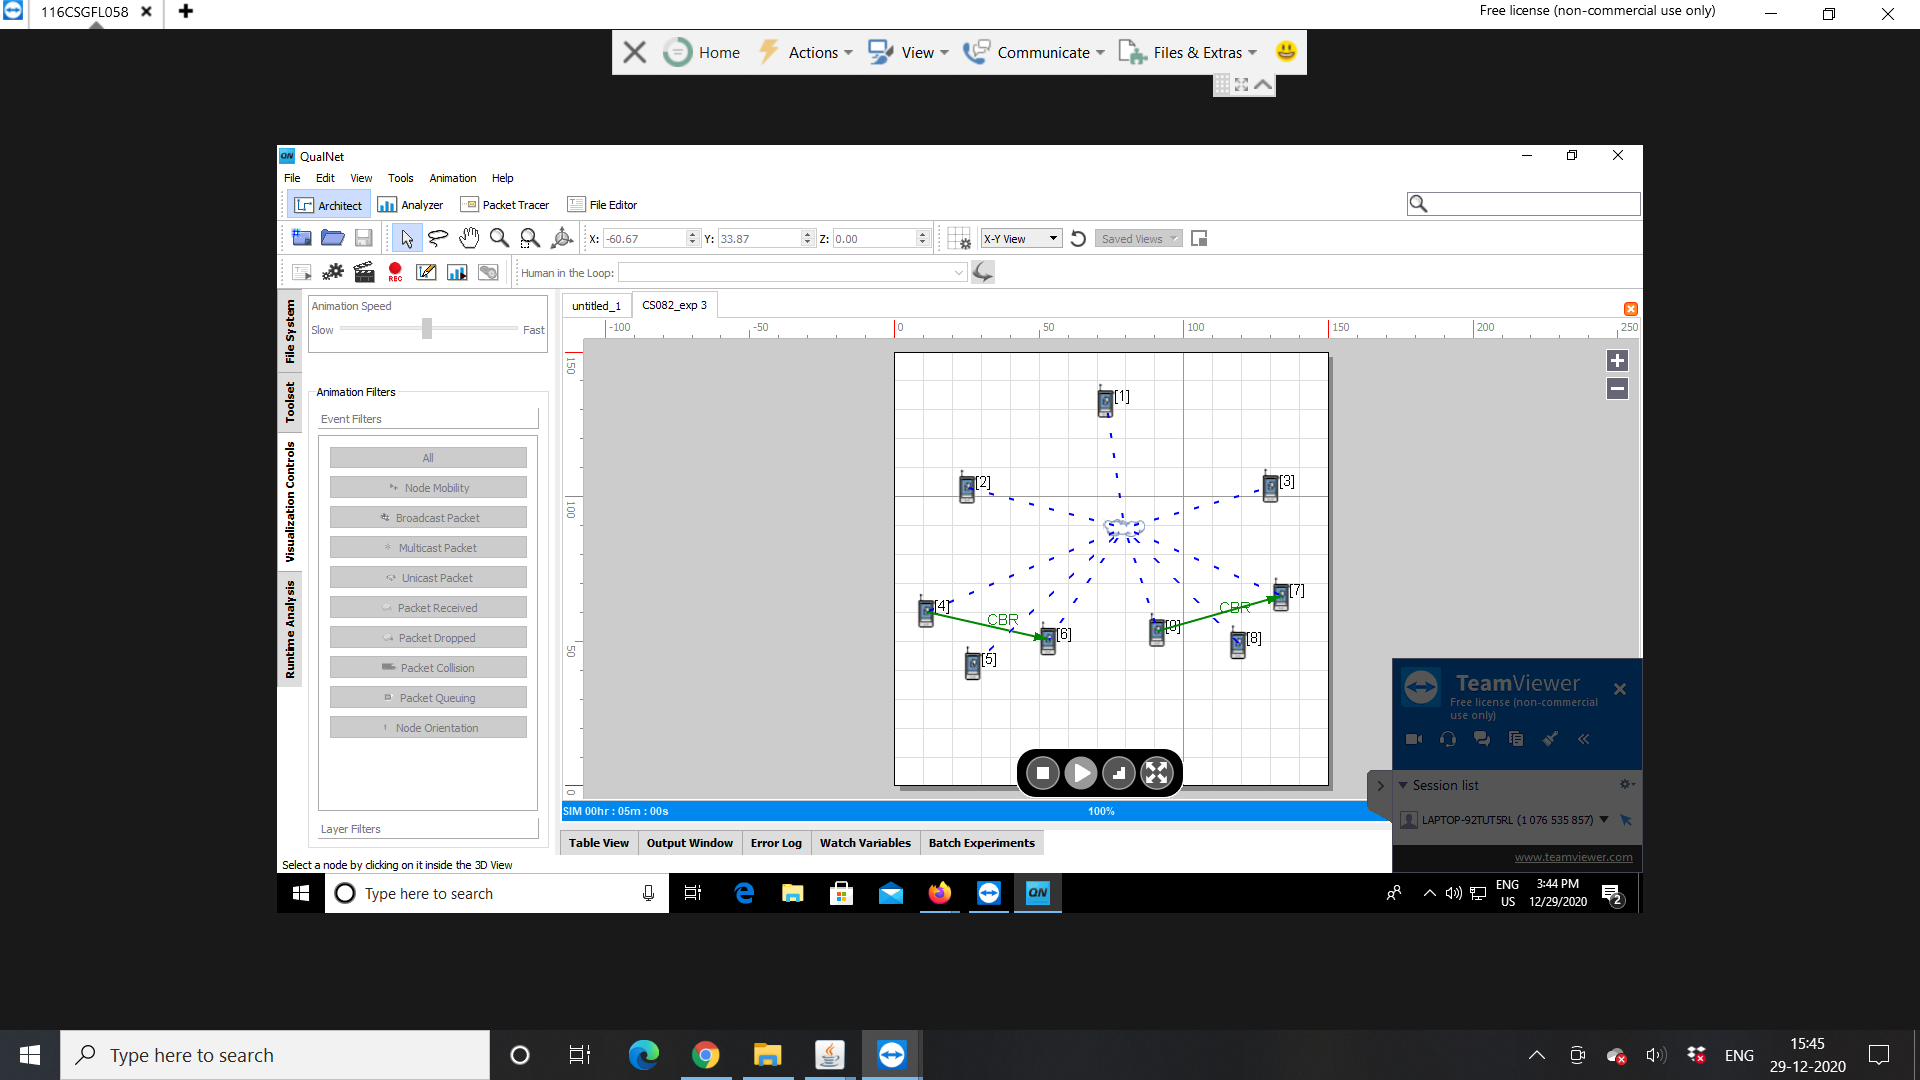 116CSGFL058
Free license (non-commercial use only)
Home
Actions
View
Communicate
Files & Extras
QualNet
File Edit View Tools Animation Help
Architect
Analyzer
Packet Tracer
File Editor
X: -60.67
Y: 33.87
Z: 0.00
X-Y View
Saved Views
REC
Human in the Loop:
File System
Toolset
Visualization Controls
Runtime Analysis
Animation Speed
Slow
Fast
Animation Filters
Event Filters
All
Node Mobility
Broadcast Packet
Multicast Packet
Unicast Packet
Packet Received
Packet Dropped
Packet Collision
Packet Queuing
Node Orientation
Layer Filters
untitled_1
CS082_exp 3
-100 -50 0 50 100 150 200 250
150
100
50
0
[1]
[2]
[3]
[4]
CBR
[6]
[5]
[7]
CBR
[8]
SIM 00hr : 05m : 00s
100%
Table View
Output Window
Error Log
Watch Variables
Batch Experiments
Select a node by clicking on it inside the 3D View
TeamViewer
Free license (non-commercial
use only)
Session list
LAPTOP-92TUT5RL (1 076 535 857)
www.teamviewer.com
Type here to search
QN
ENG
US
3:44 PM
12/29/2020
2
Type here to search
ENG
15:45
29-12-2020